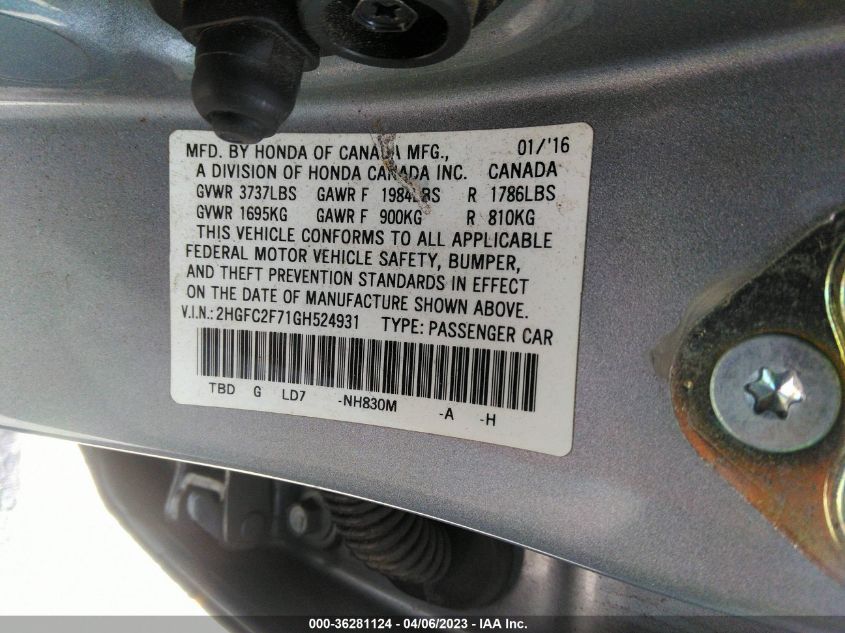 MFD. BY HONDA OF CANADA MFG., 01/'16
A DIVISION OF HONDA CANADA INC. CANADA
GVWR 3737LBS GAWR F 1984LBS R 1786LBS
GVWR 1695KG GAWR F 900KG R 810KG
THIS VEHICLE CONFORMS TO ALL APPLICABLE
FEDERAL MOTOR VEHICLE SAFETY, BUMPER,
AND THEFT PREVENTION STANDARDS IN EFFECT
ON THE DATE OF MANUFACTURE SHOWN ABOVE.
V.I.N.: 2HGFC2F71GH524931 TYPE: PASSENGER CAR
TBD G LD7 -NH830M -A -H
000-36281124 - 04/06/2023 - IAA Inc.